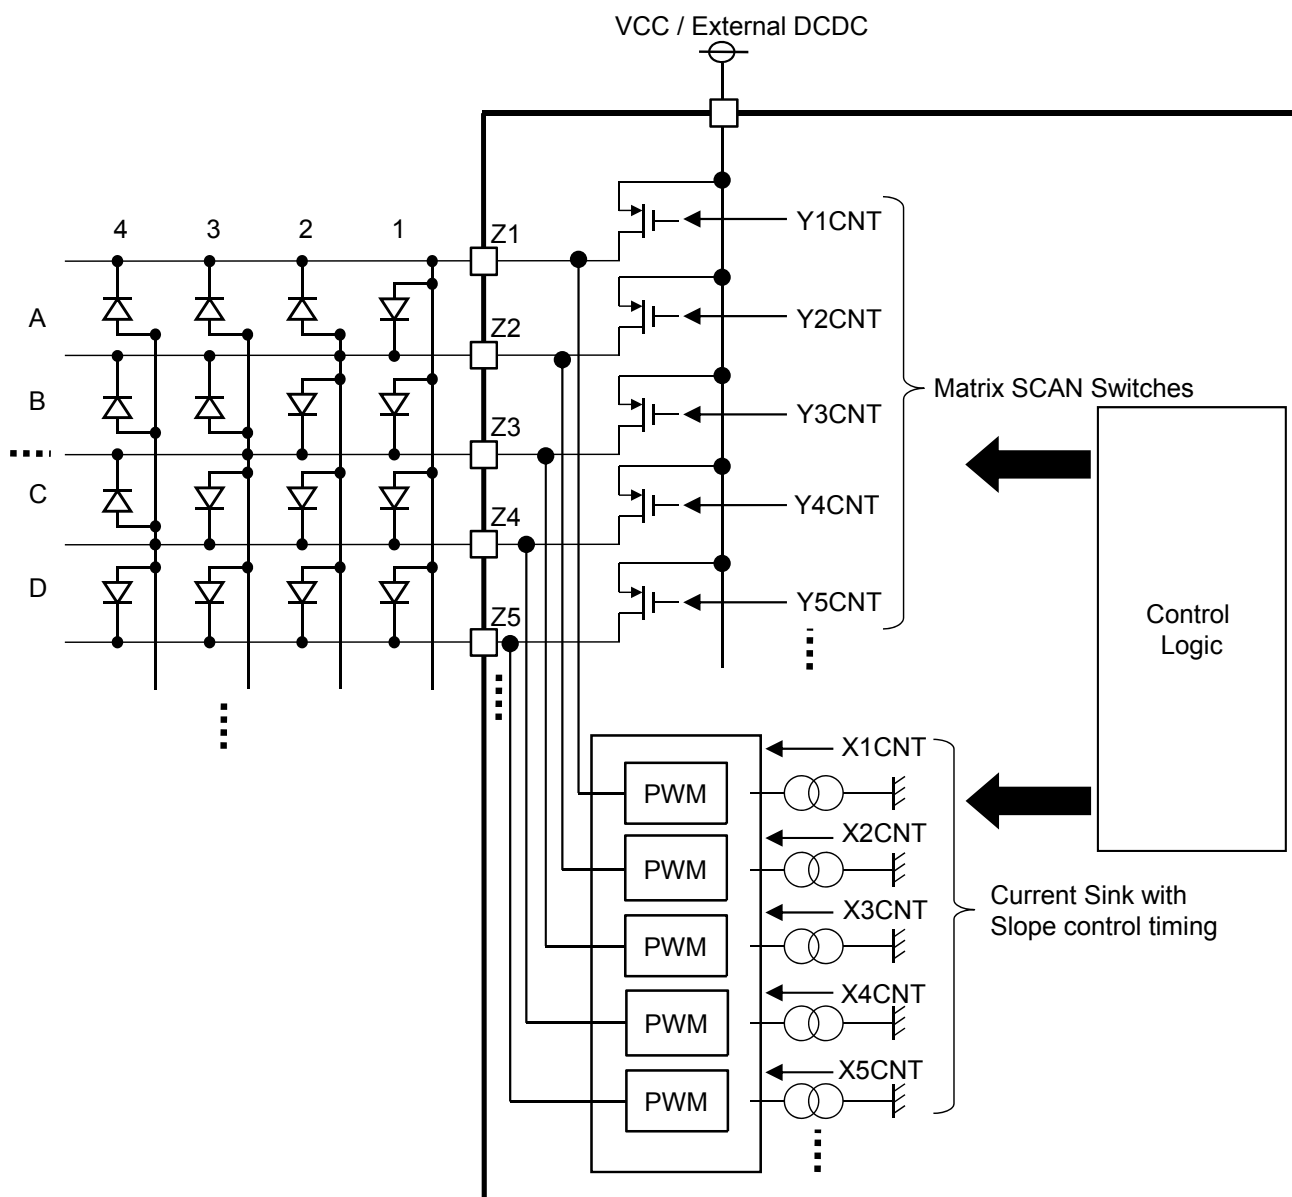 VCC / External DCDC
4 3 2 1
Z1
Y1CNT
A
Z2
Y2CNT
B
Matrix SCAN Switches
Z3
Y3CNT
C
Z4
Y4CNT
D
Z5
Y5CNT
Control
Logic
X1CNT
PWM
X2CNT
PWM
X3CNT
PWM
Current Sink with
Slope control timing
X4CNT
PWM
X5CNT
PWM